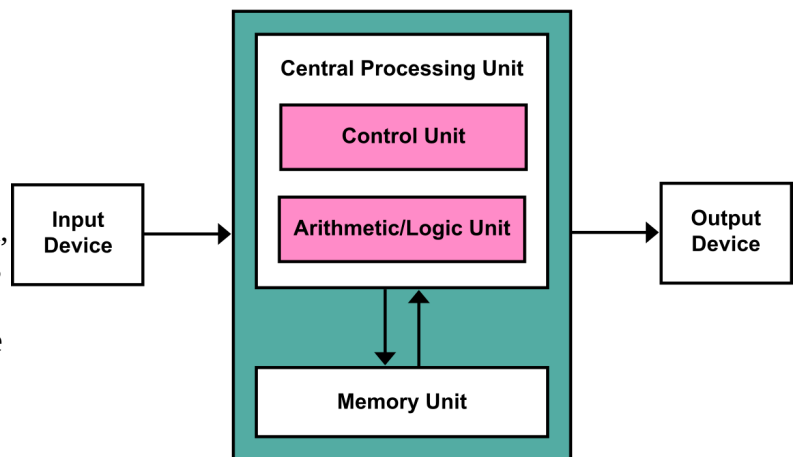 Central Processing Unit
Control Unit
Arithmetic/Logic Unit
Input
Device
Output
Device
Memory Unit